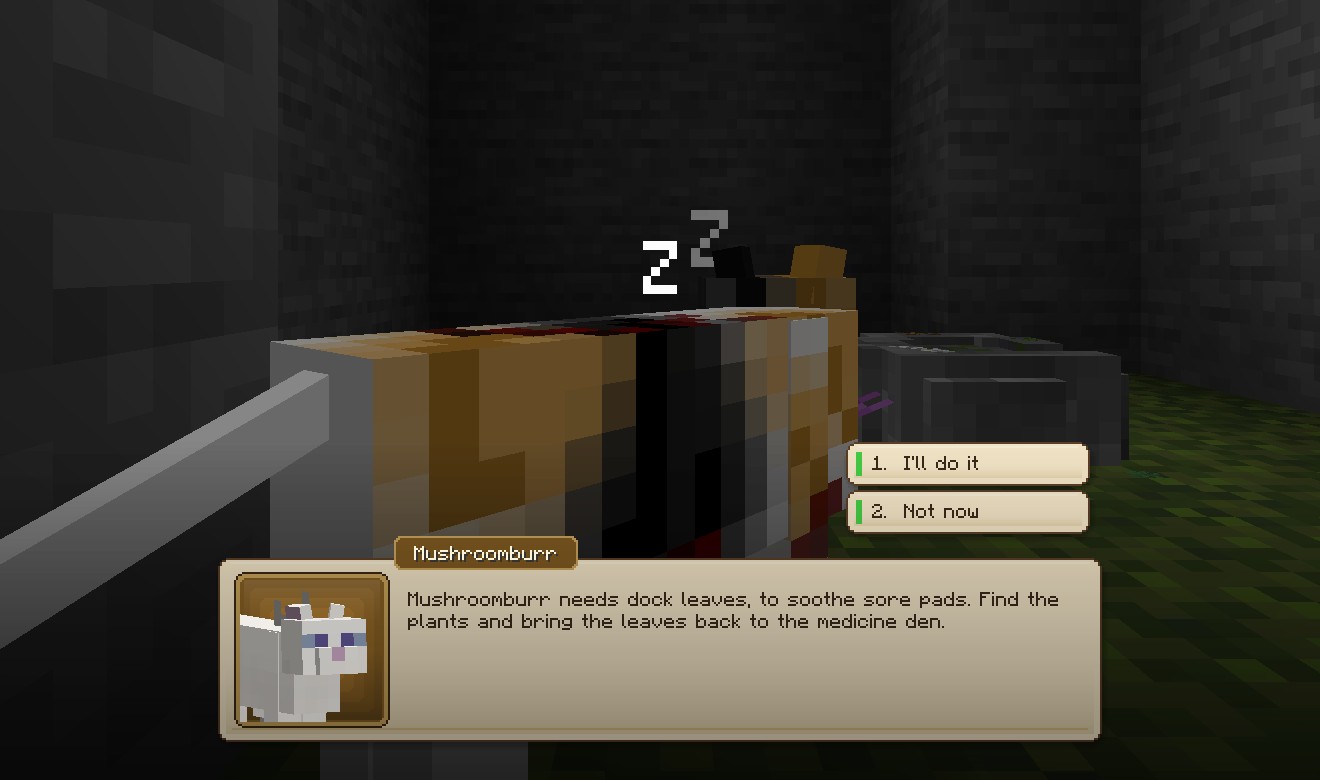 Z
Z
1. I'll do it
2. Not now
Mushroomburr
Mushroomburr needs dock leaves, to soothe sore pads. Find the
plants and bring the leaves back to the medicine den.